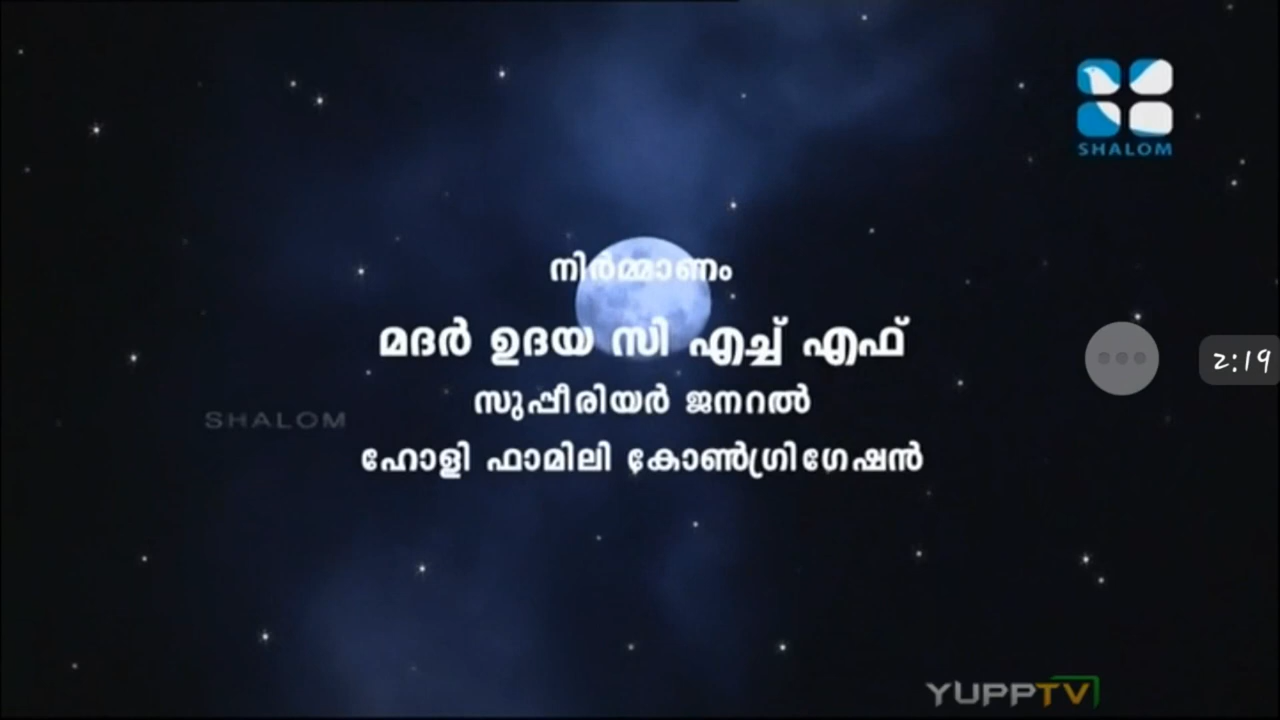 SHALOM
നിർമ്മാണം
മദർ ഉദയ സി എച്ച് എഫ്
സുപ്പീരിയർ ജനറൽ
2:19
SHALOM
ഹോളി ഫാമിലി കോൺഗ്രിഗേഷൻ
YUPPTV